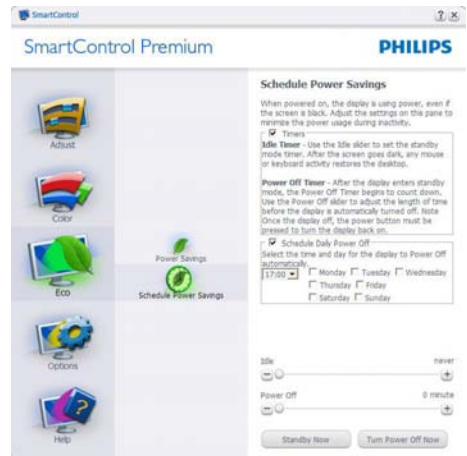 SmartControl
SmartControl Premium
PHILIPS
Adjust
Color
Eco
Options
Help
Power Savings
Schedule Power Savings
Schedule Power Savings
When powered on, the display is using power, even if
the screen is black. Adjust the settings on this pane to
minimize the power usage during inactivity.
Timers
Idle Timer - Use the Idle slider to set the standby
mode timer. After the screen goes dark, any mouse
or keyboard activity restores the desktop.
Power Off Timer - After the display enters standby
mode, the Power Off Timer begins to count down.
Use the Power Off slider to adjust the length of time
before the display is automatically turned off. Note
Once the display off, the power button must be
pressed to turn the display back on.
Schedule Daily Power Off
Select the time and day for the display to Power Off
automatically.
17:00 Monday Tuesday Wednesday
Thursday Friday
Saturday Sunday
Idle never
Power Off 0 minute
Standby Now Turn Power Off Now